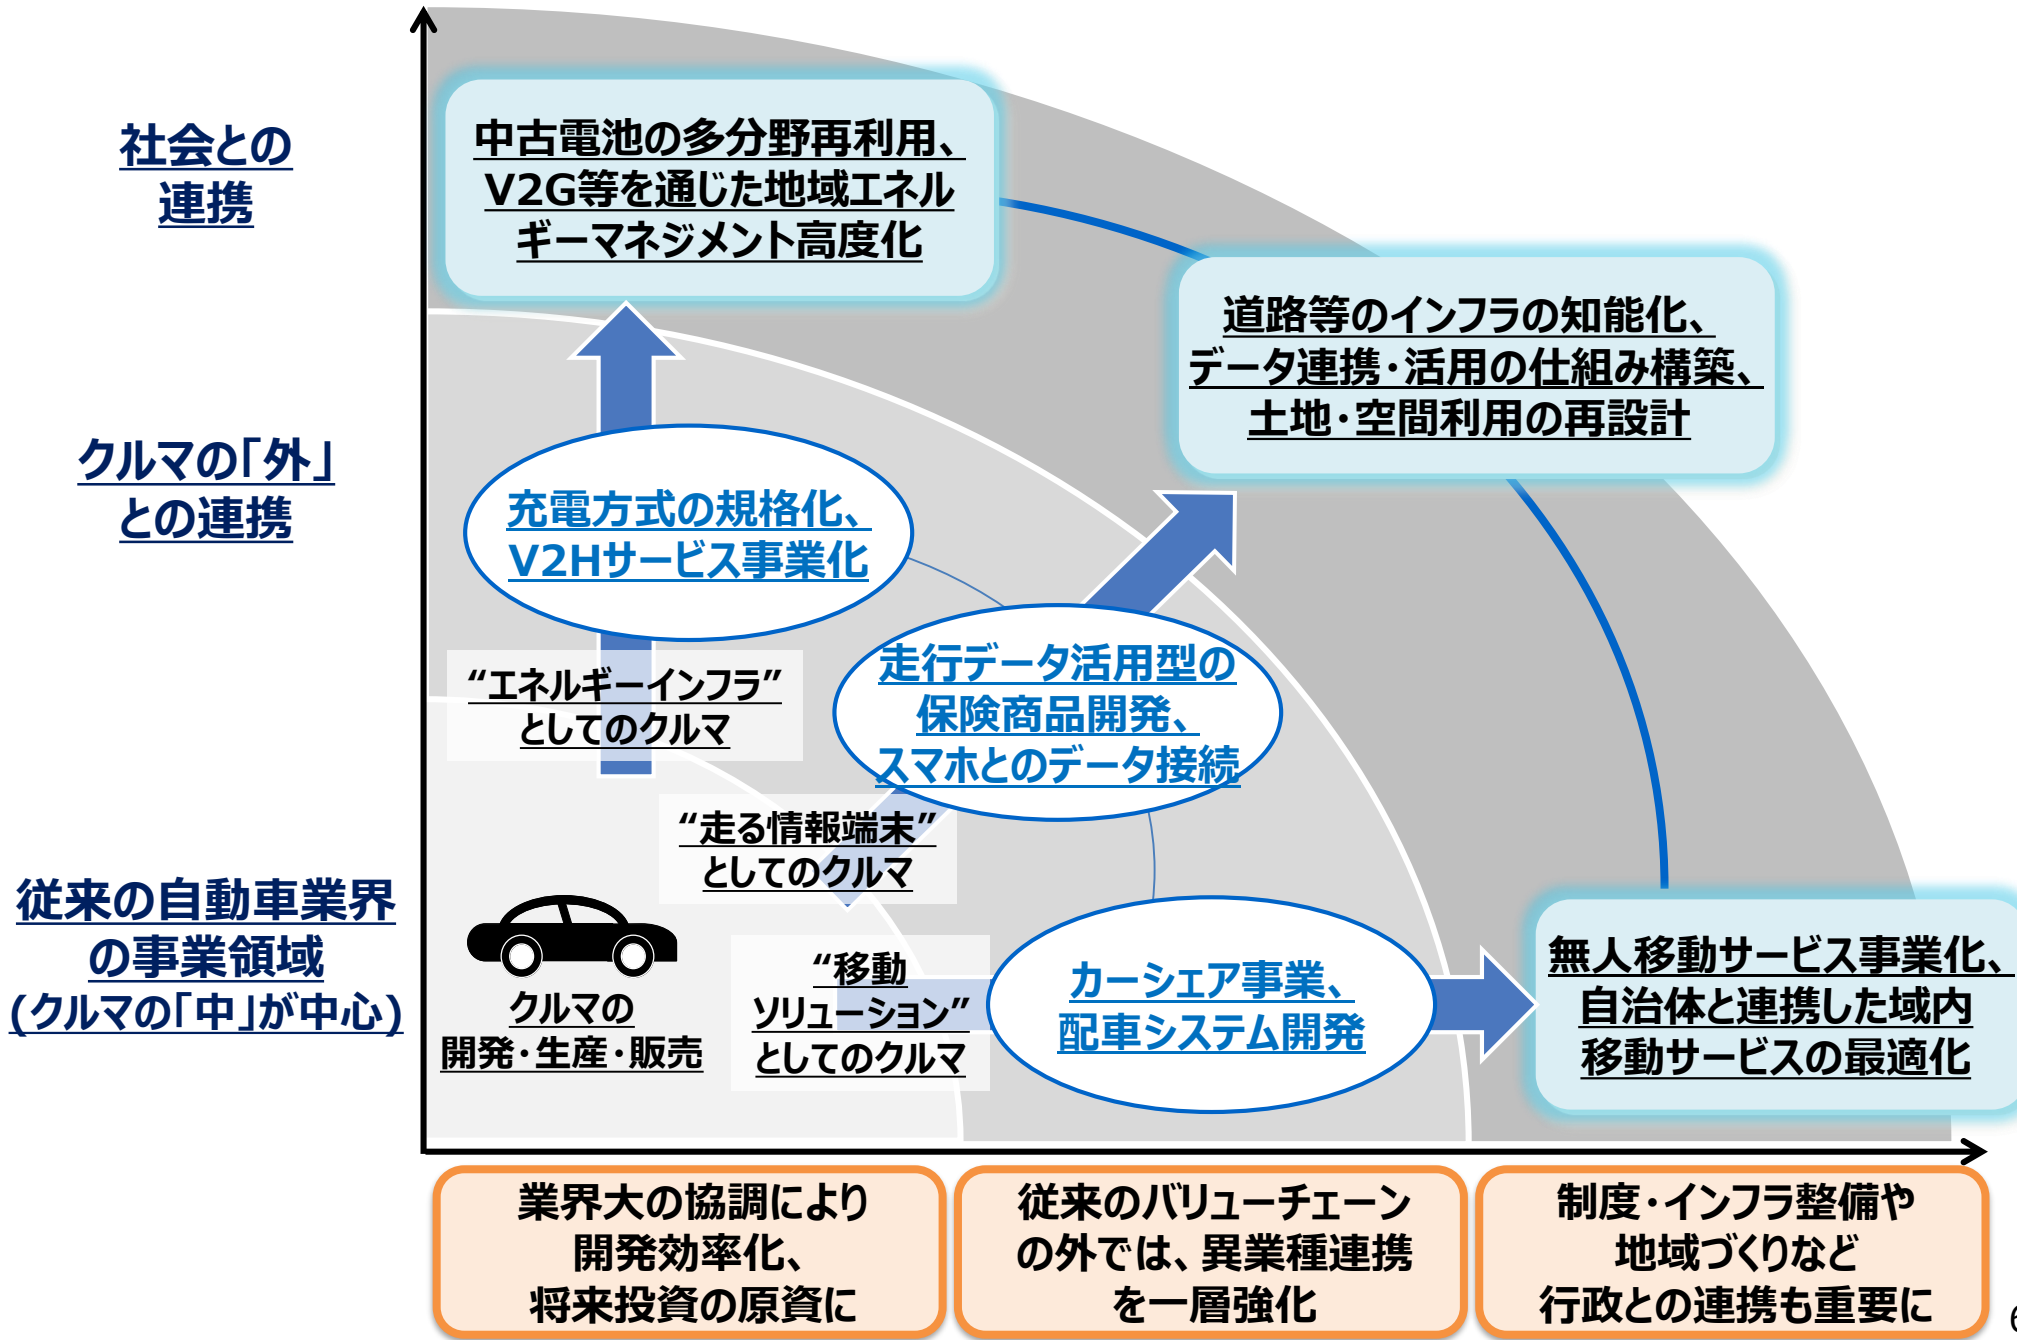 社会との
連携
中古電池の多分野再利用、
V2G等を通じた地域エネル
ギーマネジメント高度化
道路等のインフラの知能化、
データ連携・活用の仕組み構築、
土地・空間利用の再設計
クルマの「外」
との連携
充電方式の規格化、
V2Hサービス事業化
走行データ活用型の
保険商品開発、
スマホとのデータ接続
“エネルギーインフラ”
としてのクルマ
“走る情報端末”
としてのクルマ
従来の自動車業界
の事業領域
(クルマの「中」が中心)
クルマの
開発・生産・販売
“移動
ソリューション”
としてのクルマ
カーシェア事業、
配車システム開発
無人移動サービス事業化、
自治体と連携した域内
移動サービスの最適化
業界大の協調により
開発効率化、
将来投資の原資に
従来のバリューチェーン
の外では、異業種連携
を一層強化
制度・インフラ整備や
地域づくりなど
行政との連携も重要に